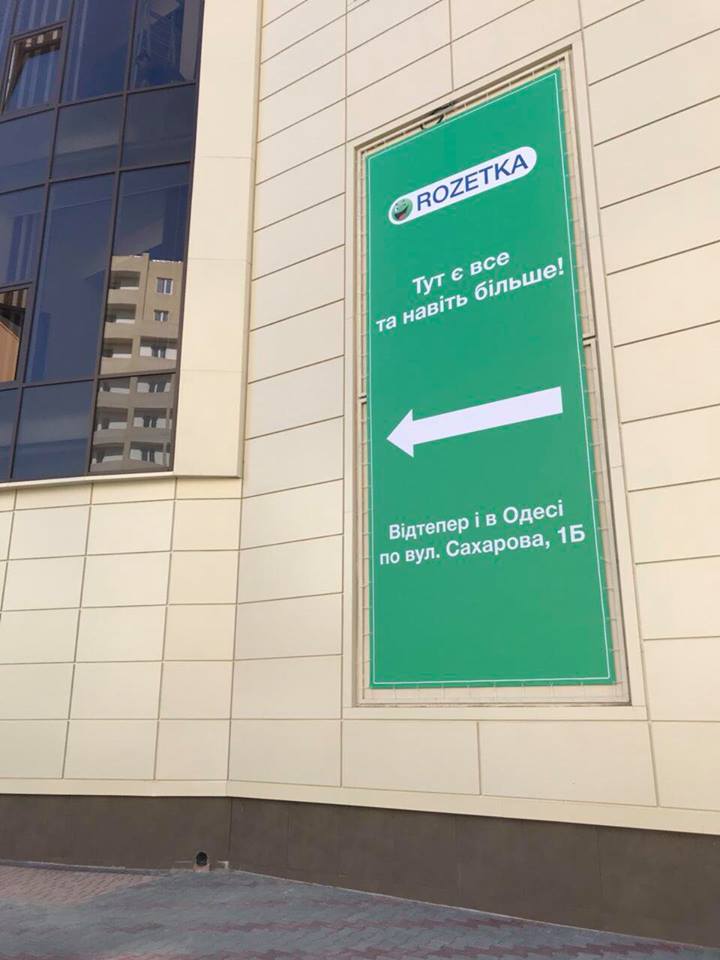 ROZETKA
Тут є все
та навіть більше!
Відтепер і в Одесі
по вул. Сахарова, 1Б